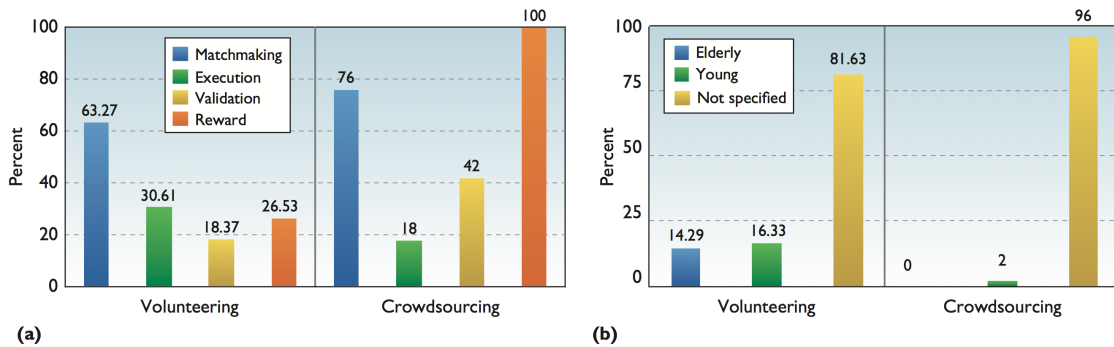 100
80
60
40
20
0
Percent
Matchmaking
Execution
Validation
Reward
63.27
30.61
18.37
26.53
76
18
42
100
Volunteering
Crowdsourcing
(a)
100
75
50
25
0
Percent
Elderly
Young
Not specified
14.29
16.33
81.63
0
2
96
Volunteering
Crowdsourcing
(b)